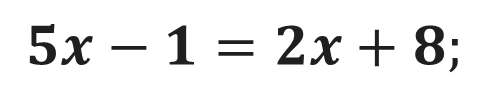 5x − 1 = 2x + 8;